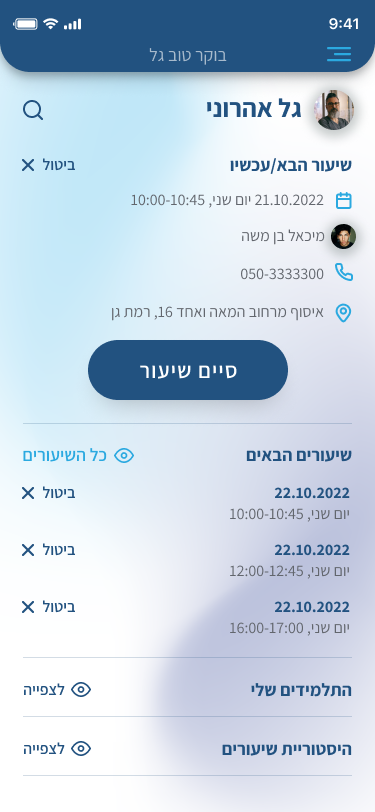 9:41
בוקר טוב גל
גל אהרוני
שיעור הבא/עכשיו
ביטול
21.10.2022 יום שני, 10:00-10:45
מיכאל בן משה
050-3333300
איסוף מרחוב המאה ואחד 16, רמת גן
סיים שיעור
שיעורים הבאים
כל השיעורים
22.10.2022
ביטול
יום שני, 10:00-10:45
22.10.2022
ביטול
יום שני, 12:00-12:45
22.10.2022
ביטול
יום שני, 16:00-17:00
התלמידים שלי
לצפייה
היסטוריית שיעורים
לצפייה